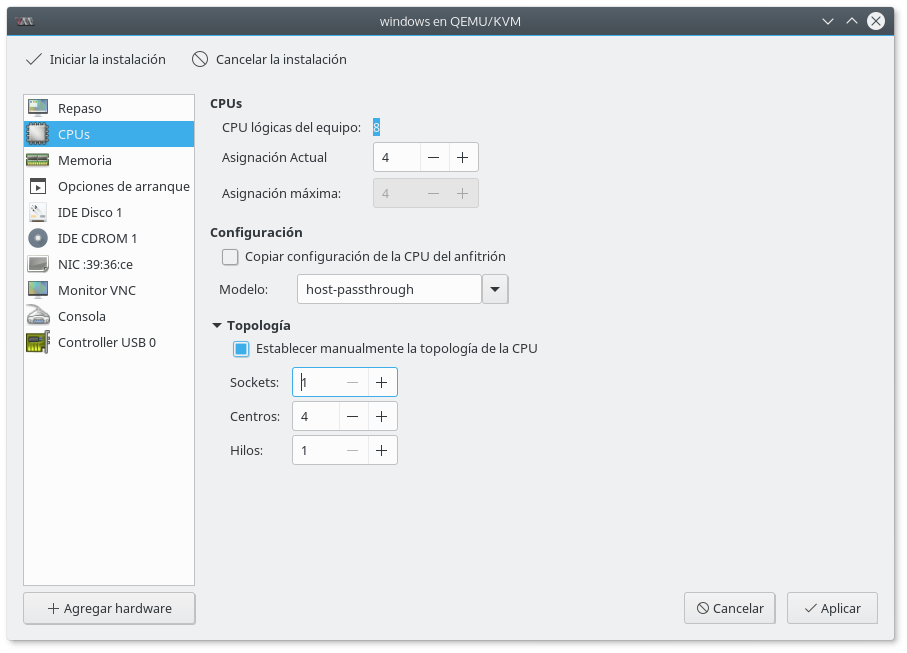 windows en QEMU/KVM
Iniciar la instalación
Cancelar la instalación
Repaso
CPUs
Memoria
Opciones de arranque
IDE Disco 1
IDE CDROM 1
NIC :39:36:ce
Monitor VNC
Consola
Controller USB 0
Agregar hardware
CPUs
CPU lógicas del equipo: 8
Asignación Actual 4
Asignación máxima: 4
Configuración
Copiar configuración de la CPU del anfitrión
Modelo: host-passthrough
Topología
Establecer manualmente la topología de la CPU
Sockets: 1
Centros: 4
Hilos: 1
Cancelar
Aplicar